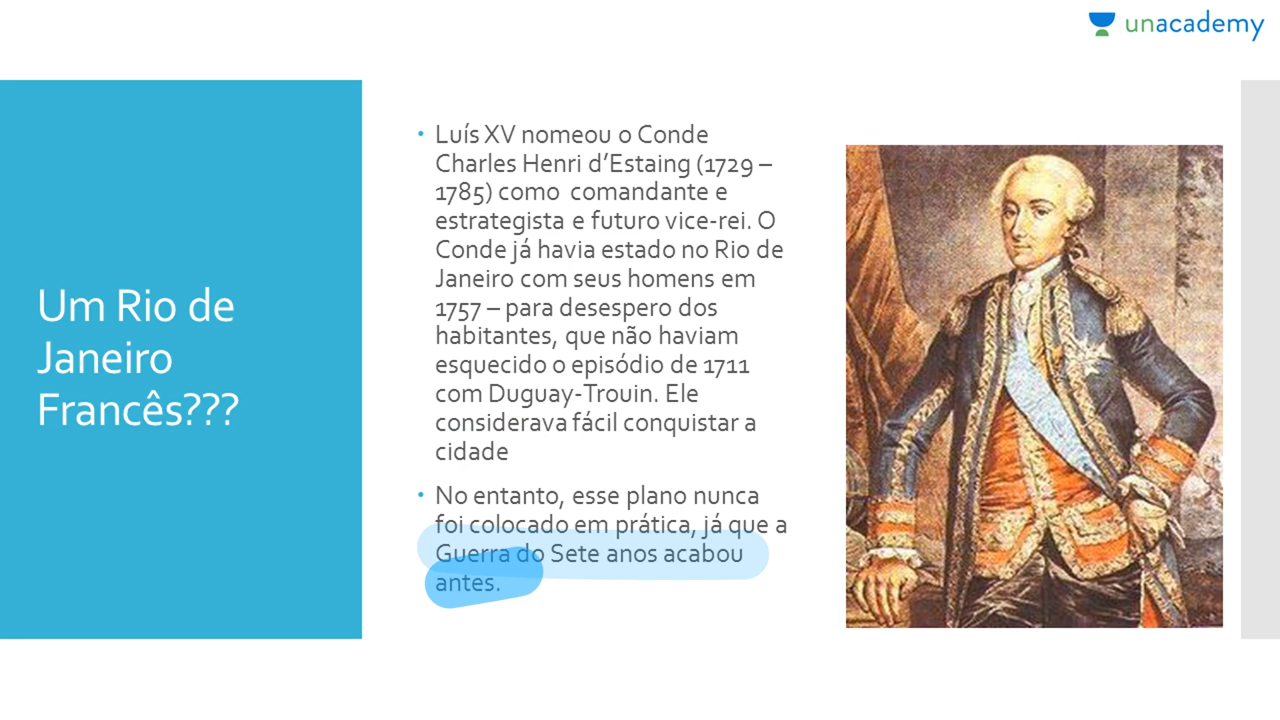 unacademy
Um Rio de
Janeiro
Francês???
• Luís XV nomeou o Conde
Charles Henri d’Estaing (1729 –
1785) como comandante e
estrategista e futuro vice-rei. O
Conde já havia estado no Rio de
Janeiro com seus homens em
1757 – para desespero dos
habitantes, que não haviam
esquecido o episódio de 1711
com Duguay-Trouin. Ele
considerava fácil conquistar a
cidade
• No entanto, esse plano nunca
foi colocado em prática, já que a
Guerra do Sete anos acabou
antes.